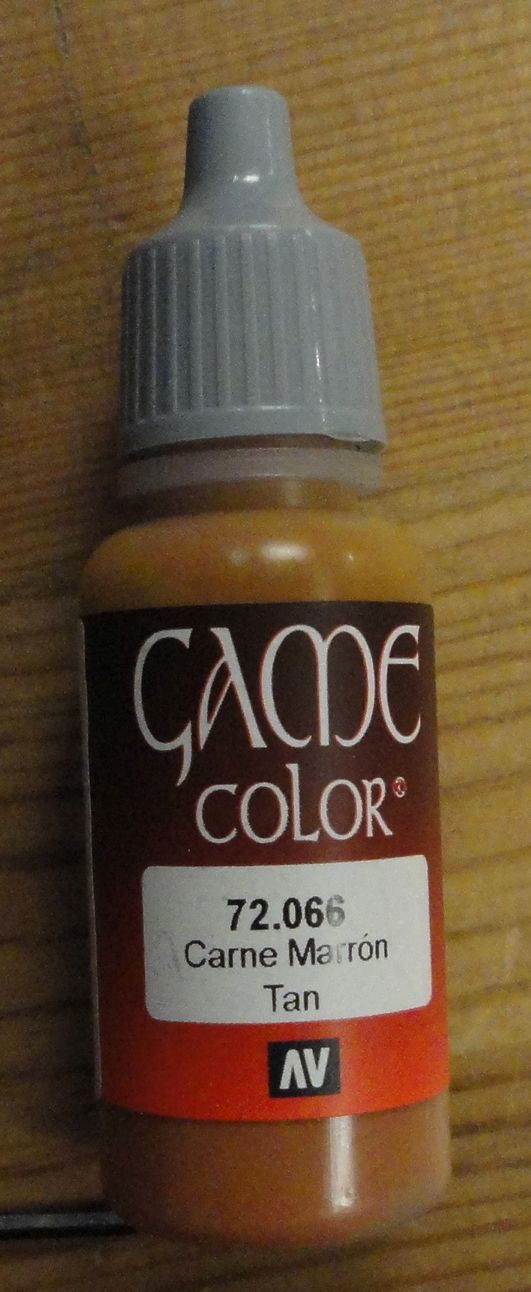 GAME
COLOR®
72.066
Carne Marrón
Tan
AV